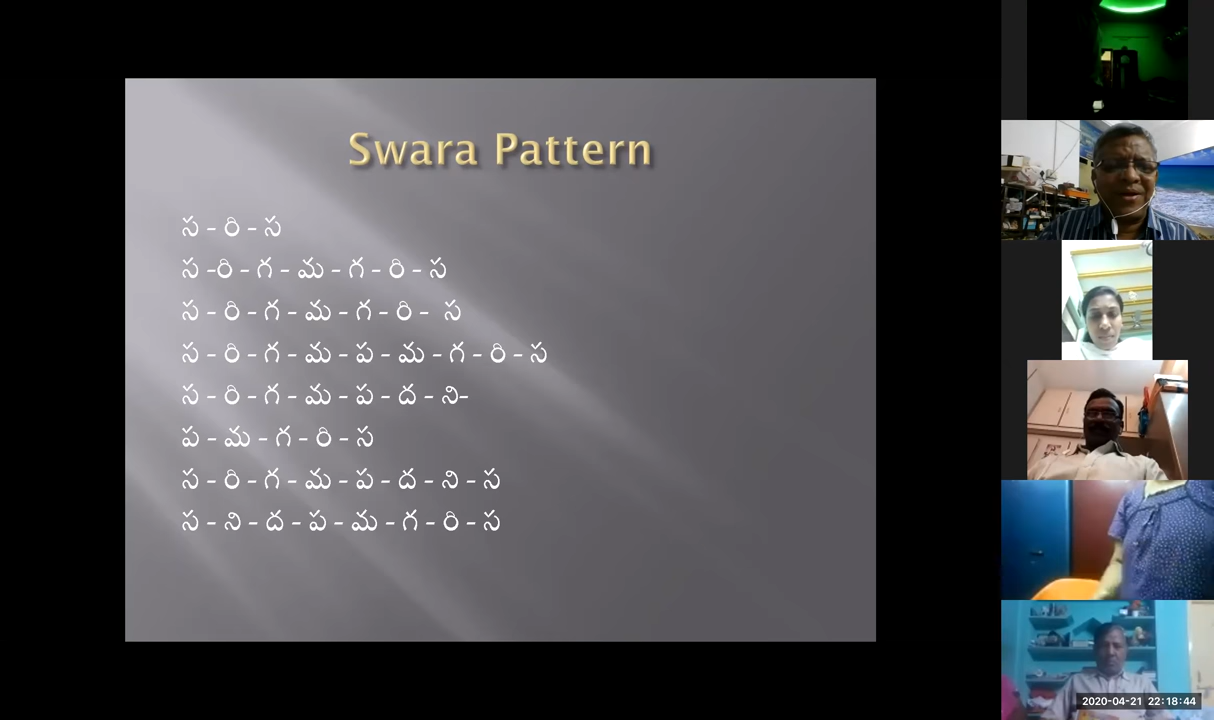 Swara Pattern
స - రి - స
స -రి - గ - మ - గ - రి - స
స - రి - గ - మ - గ - రి -  స
స - రి - గ - మ - ప - మ - గ - రి - స
స - రి - గ - మ - ప - ద - ని-
ప - మ - గ - రి - స
స - రి - గ - మ - ప - ద - ని - స
స - ని - ద - ప - మ - గ - రి - స
2020-04-21 22:18:44